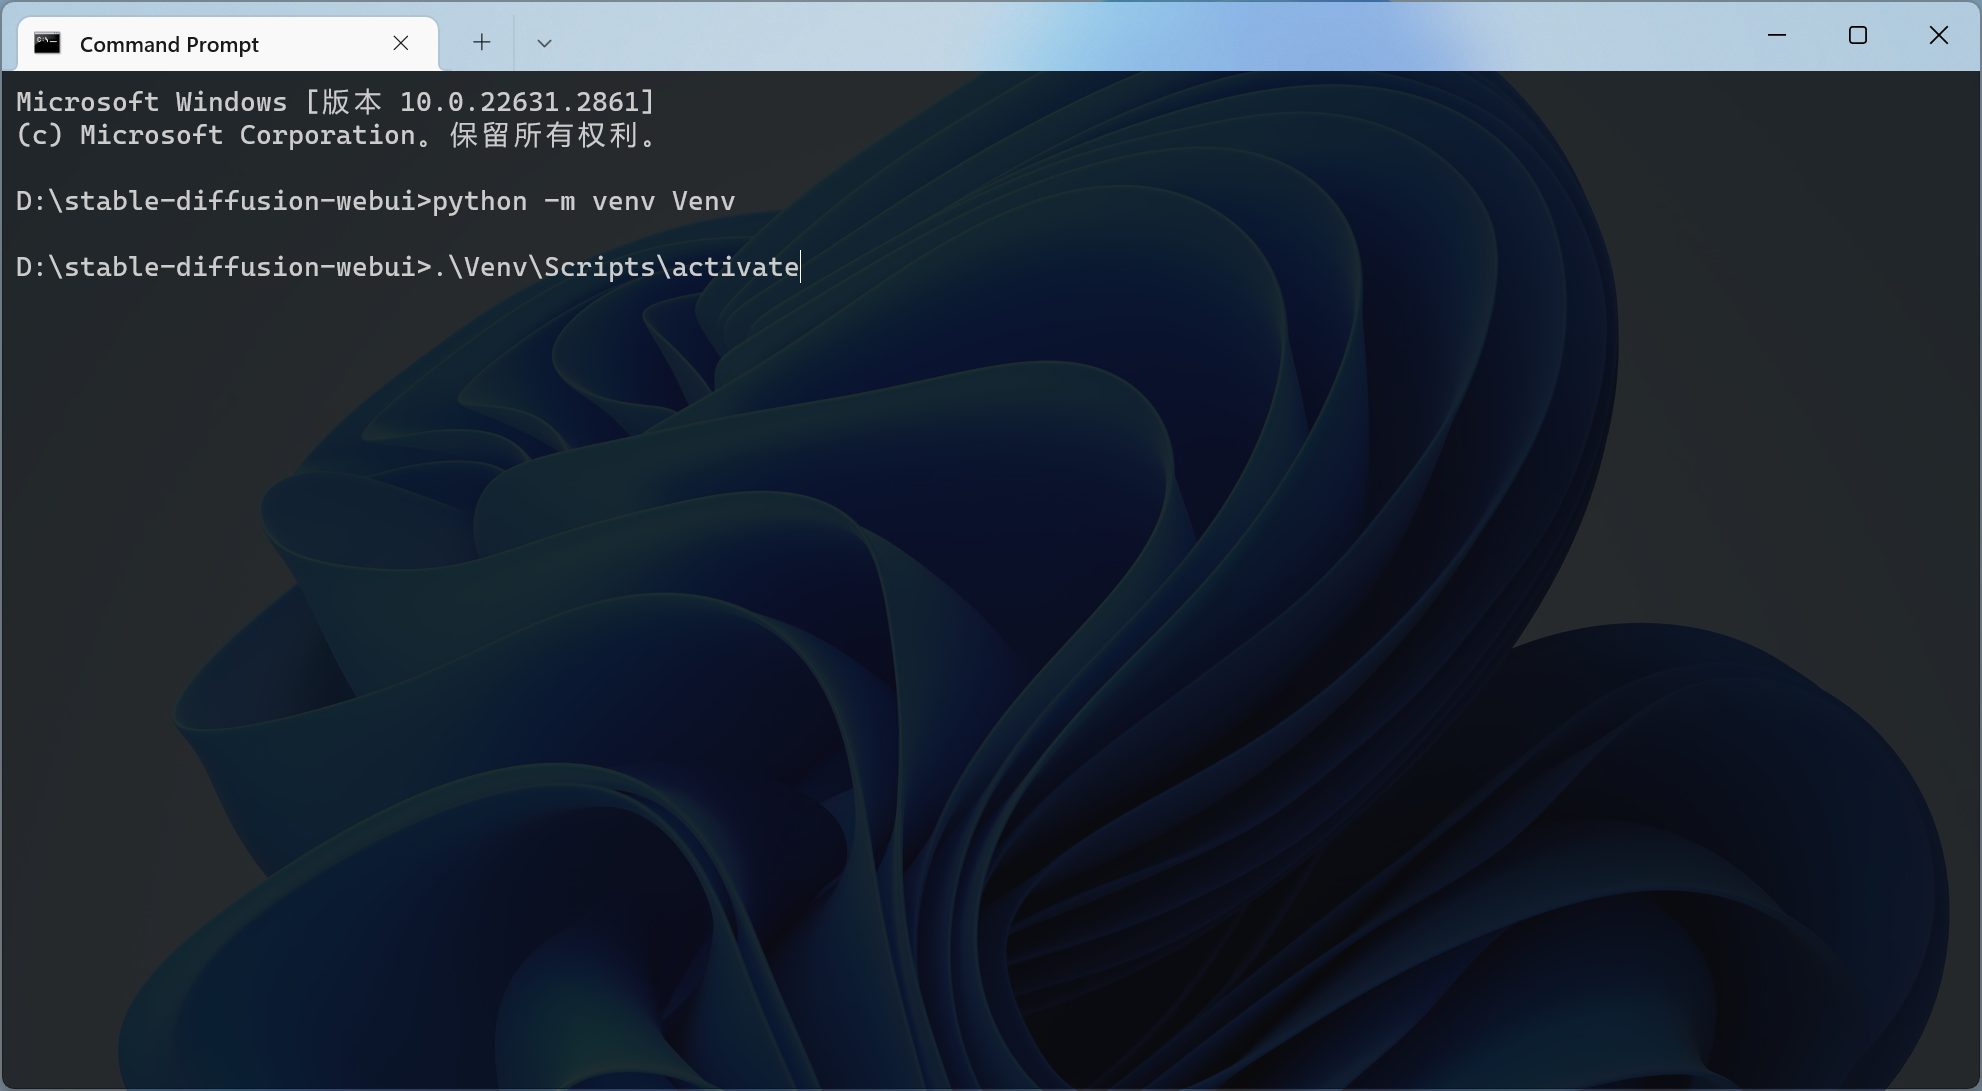 Command Prompt
Microsoft Windows [版本 10.0.22631.2861]
(c) Microsoft Corporation。保留所有权利。
D:\stable-diffusion-webui>python -m venv Venv
D:\stable-diffusion-webui>.\Venv\Scripts\activate